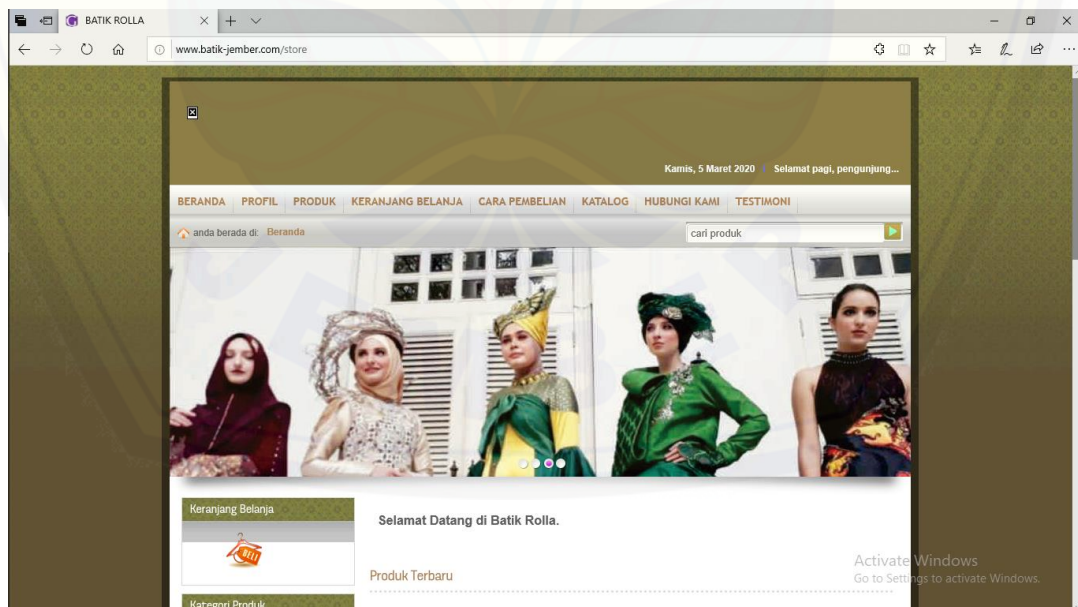 BATIK ROLLA
www.batik-jember.com/store
Kamis, 5 Maret 2020 | Selamat pagi, pengunjung...
BERANDA PROFIL PRODUK KERANJANG BELANJA CARA PEMBELIAN KATALOG HUBUNGI KAMI TESTIMONI
anda berada di: Beranda cari produk
Keranjang Belanja
BELI
Selamat Datang di Batik Rolla.
Produk Terbaru
Activate Windows
Go to Settings to activate Windows.
Kategori Produk